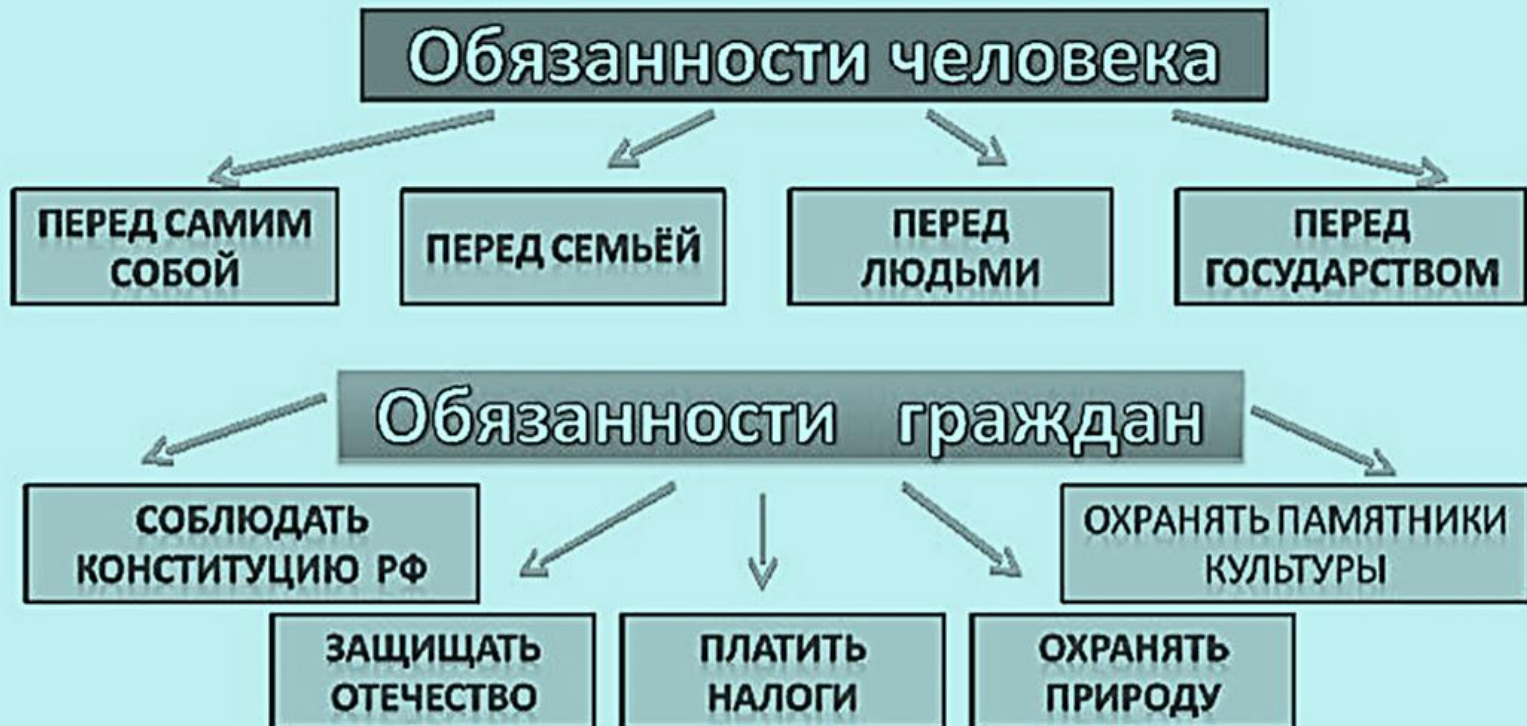 Обязанности человека
ПЕРЕД САМИМ
СОБОЙ
ПЕРЕД СЕМЬЁЙ
ПЕРЕД
ЛЮДЬМИ
ПЕРЕД
ГОСУДАРСТВОМ
Обязанности граждан
СОБЛЮДАТЬ
КОНСТИТУЦИЮ РФ
ЗАЩИЩАТЬ
ОТЕЧЕСТВО
ПЛАТИТЬ
НАЛОГИ
ОХРАНЯТЬ
ПРИРОДУ
ОХРАНЯТЬ ПАМЯТНИКИ
КУЛЬТУРЫ